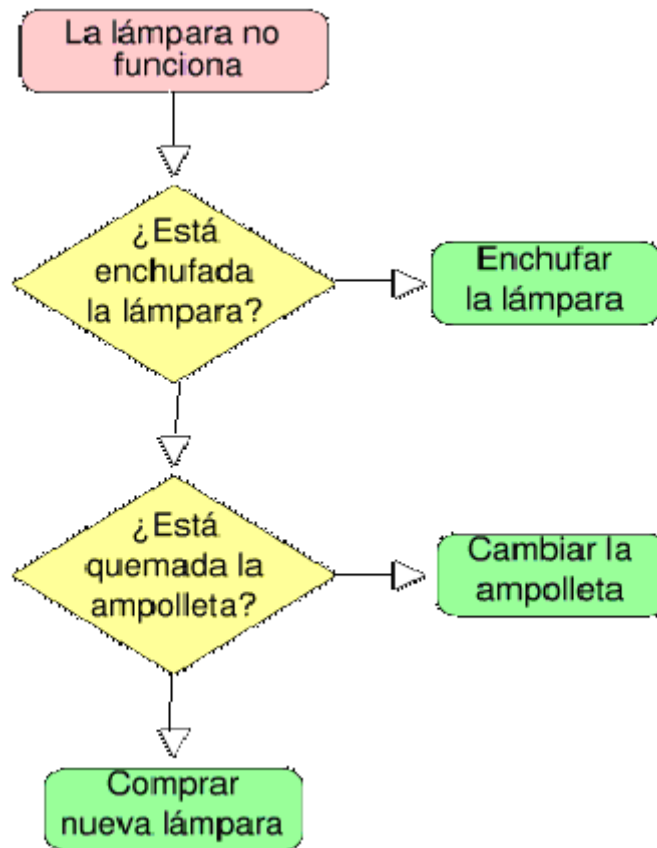 La lámpara no
funciona
¿Está
enchufada
la lámpara?
Enchufar
la lámpara
¿Está
quemada la
ampolleta?
Cambiar la
ampolleta
Comprar
nueva lámpara